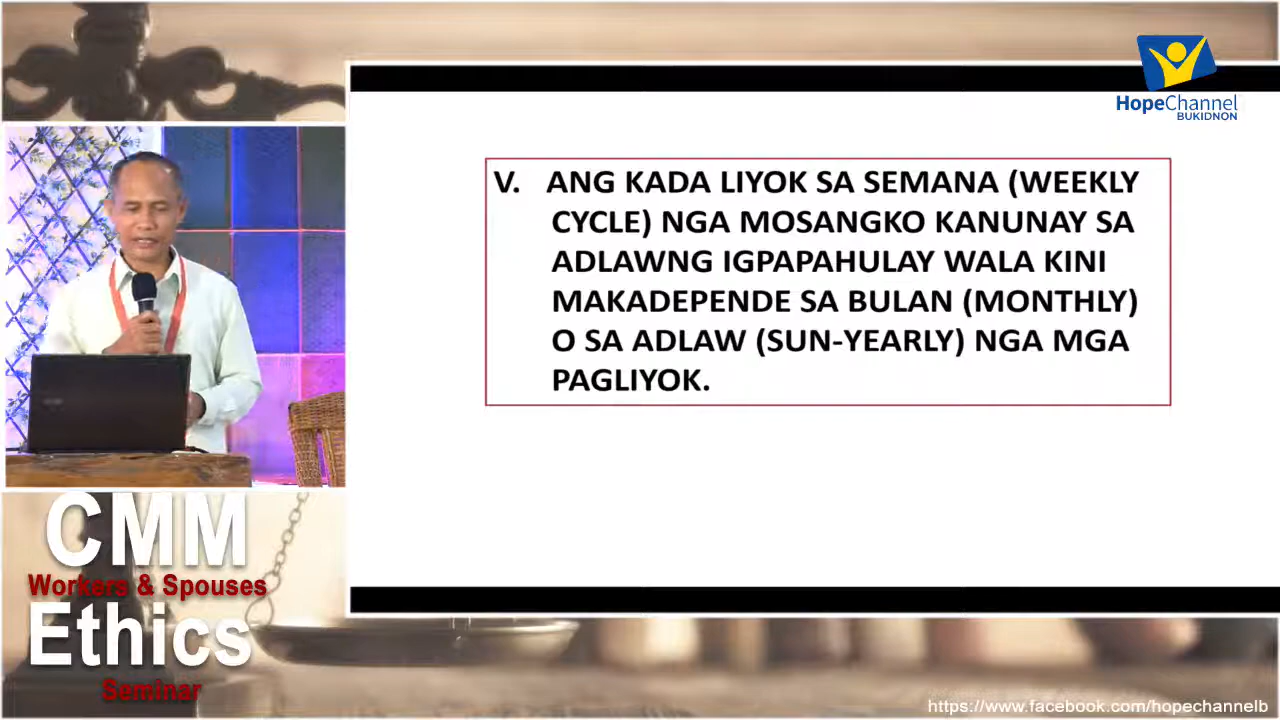 HopeChannel
BUKIDNON
V. ANG KADA LIYOK SA SEMANA (WEEKLY
CYCLE) NGA MOSANGKO KANUNAY SA
ADLAWNG IGPAPAHULAY WALA KINI
MAKADEPENDE SA BULAN (MONTHLY)
O SA ADLAW (SUN-YEARLY) NGA MGA
PAGLIYOK.
CMM
Workers & Spouses
Ethics
Seminar
https://www.facebook.com/hopechannelb